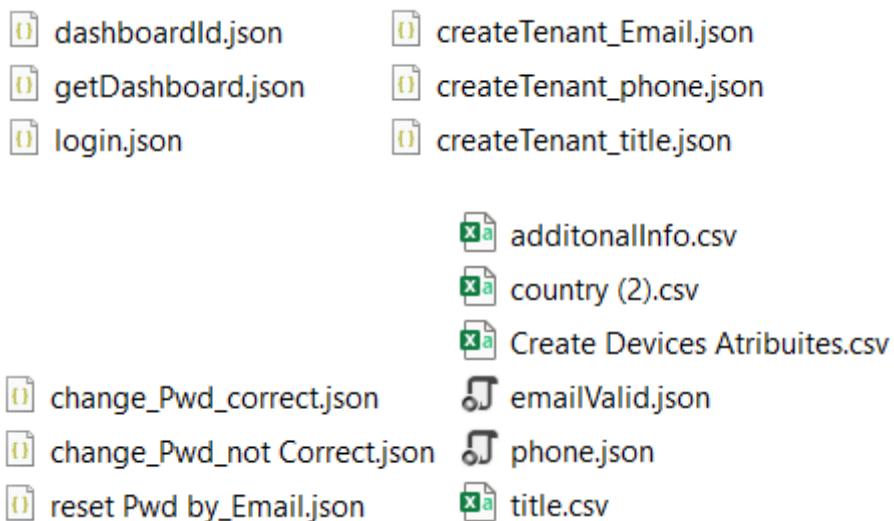 dashboardId.json
getDashboard.json
login.json
createTenant_Email.json
createTenant_phone.json
createTenant_title.json
additonalInfo.csv
country (2).csv
Create Devices Atribuites.csv
emailValid.json
phone.json
title.csv
change_Pwd_correct.json
change_Pwd_not Correct.json
reset Pwd by_Email.json